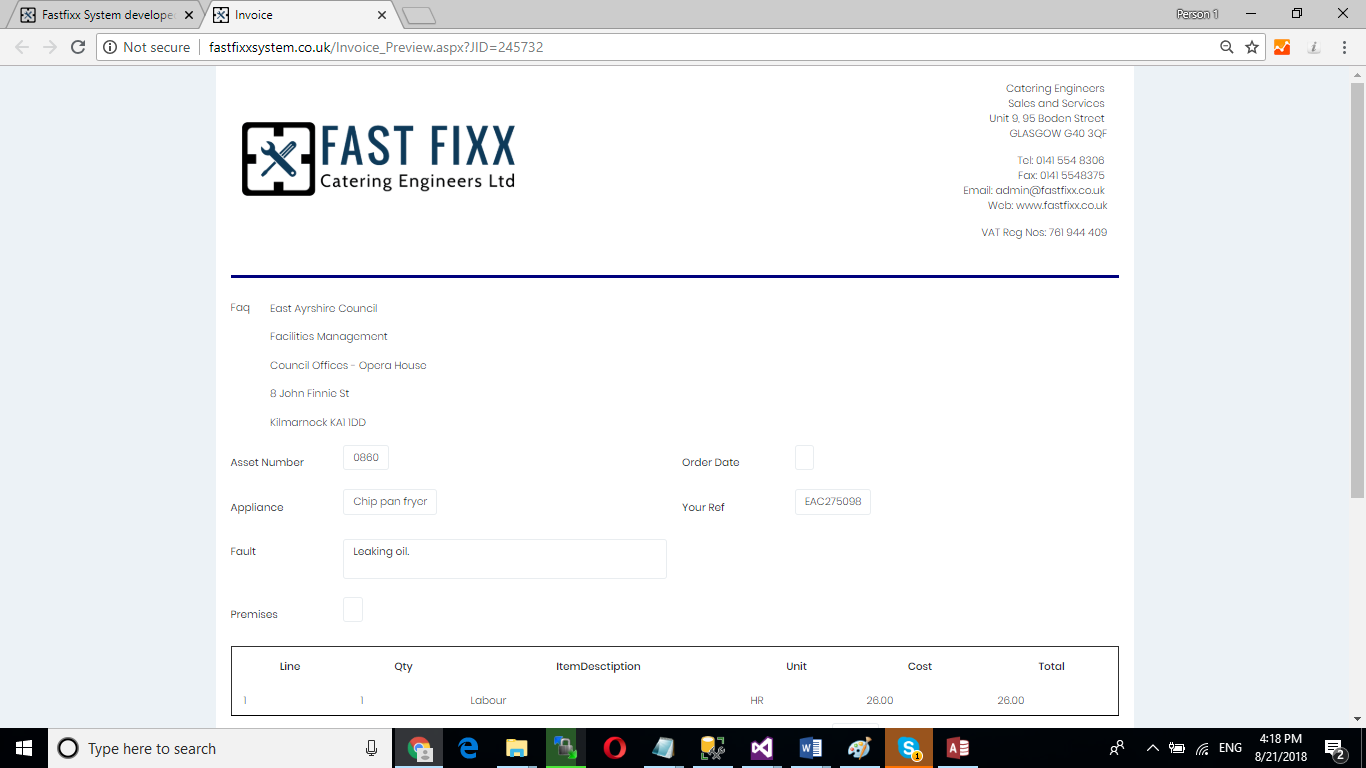 Fastfixx System develope
Invoice
Person 1
Not secure
fastfixxsystem.co.uk/Invoice_Preview.aspx?JID=245732
FAST FIXX
Catering Engineers Ltd
Catering Engineers
Sales and Services
Unit 9, 95 Boden Street
GLASGOW G40 3QF
Tel: 0141 554 8306
Fax: 0141 5548375
Email: admin@fastfixx.co.uk
Web: www.fastfixx.co.uk
VAT Reg Nos: 761 944 409
Faq East Ayrshire Council
Facilities Management
Council Offices - Opera House
8 John Finnie St
Kilmarnock KA1 1DD
Asset Number 0860 Order Date
Appliance Chip pan fryer Your Ref EAC275098
Fault Leaking oil.
Premises
Line Qty ItemDesctiption Unit Cost Total
1 1 Labour HR 26.00 26.00
Type here to search
1
ENG
4:18 PM
8/21/2018
2